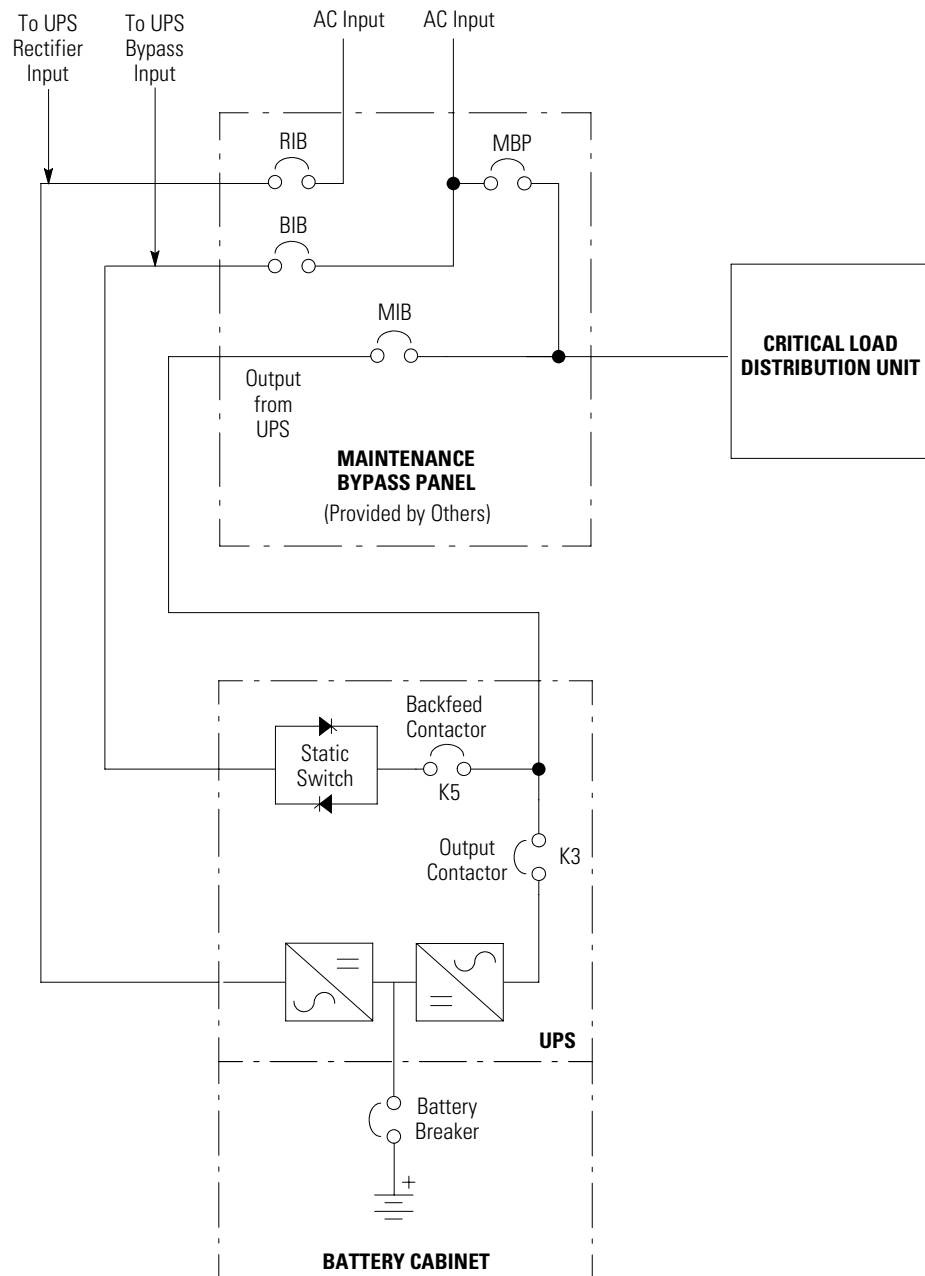 To UPS
Rectifier
Input
To UPS
Bypass
Input
AC Input
AC Input
RIB
MBP
BIB
MIB
Output
from
UPS
CRITICAL LOAD
DISTRIBUTION UNIT
MAINTENANCE
BYPASS PANEL
(Provided by Others)
Backfeed
Contactor
Static
Switch
K5
Output
Contactor
K3
UPS
Battery
Breaker
+
BATTERY CABINET